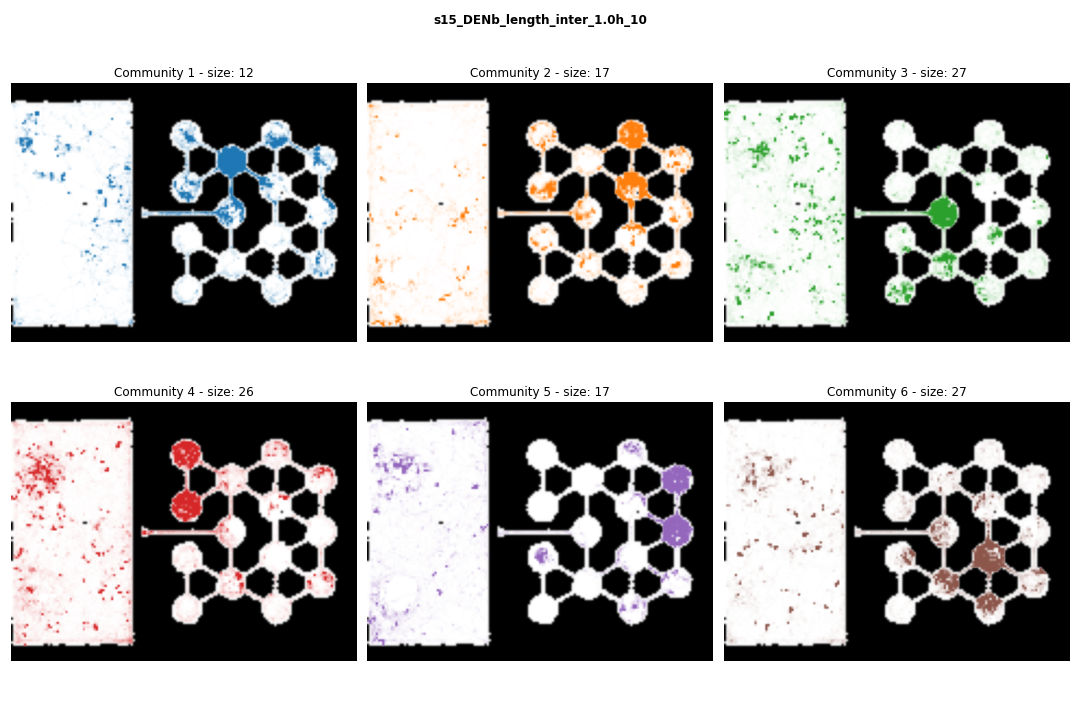 s15_DENb_length_inter_1.0h_10
Community 1 - size: 12
Community 2 - size: 17
Community 3 - size: 27
Community 4 - size: 26
Community 5 - size: 17
Community 6 - size: 27